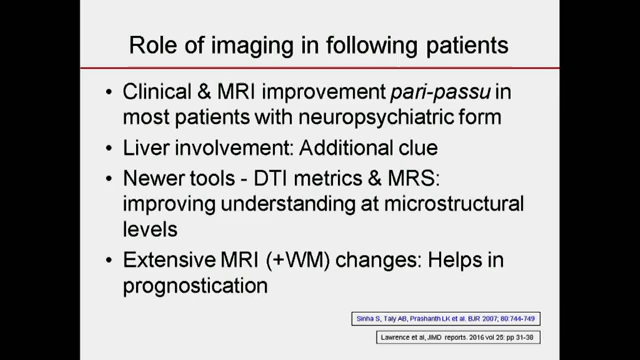 Role of imaging in following patients
• Clinical & MRI improvement pari-passu in
most patients with neuropsychiatric form
• Liver involvement: Additional clue
• Newer tools - DTI metrics & MRS:
improving understanding at microstructural
levels
• Extensive MRI (+WM) changes: Helps in
prognostication
Sinha S, Taly AB, Prashanth LK et al. BJR 2007; 80:744-749
Lawrence et al, JIMD reports. 2016 vol 25: pp 31-38